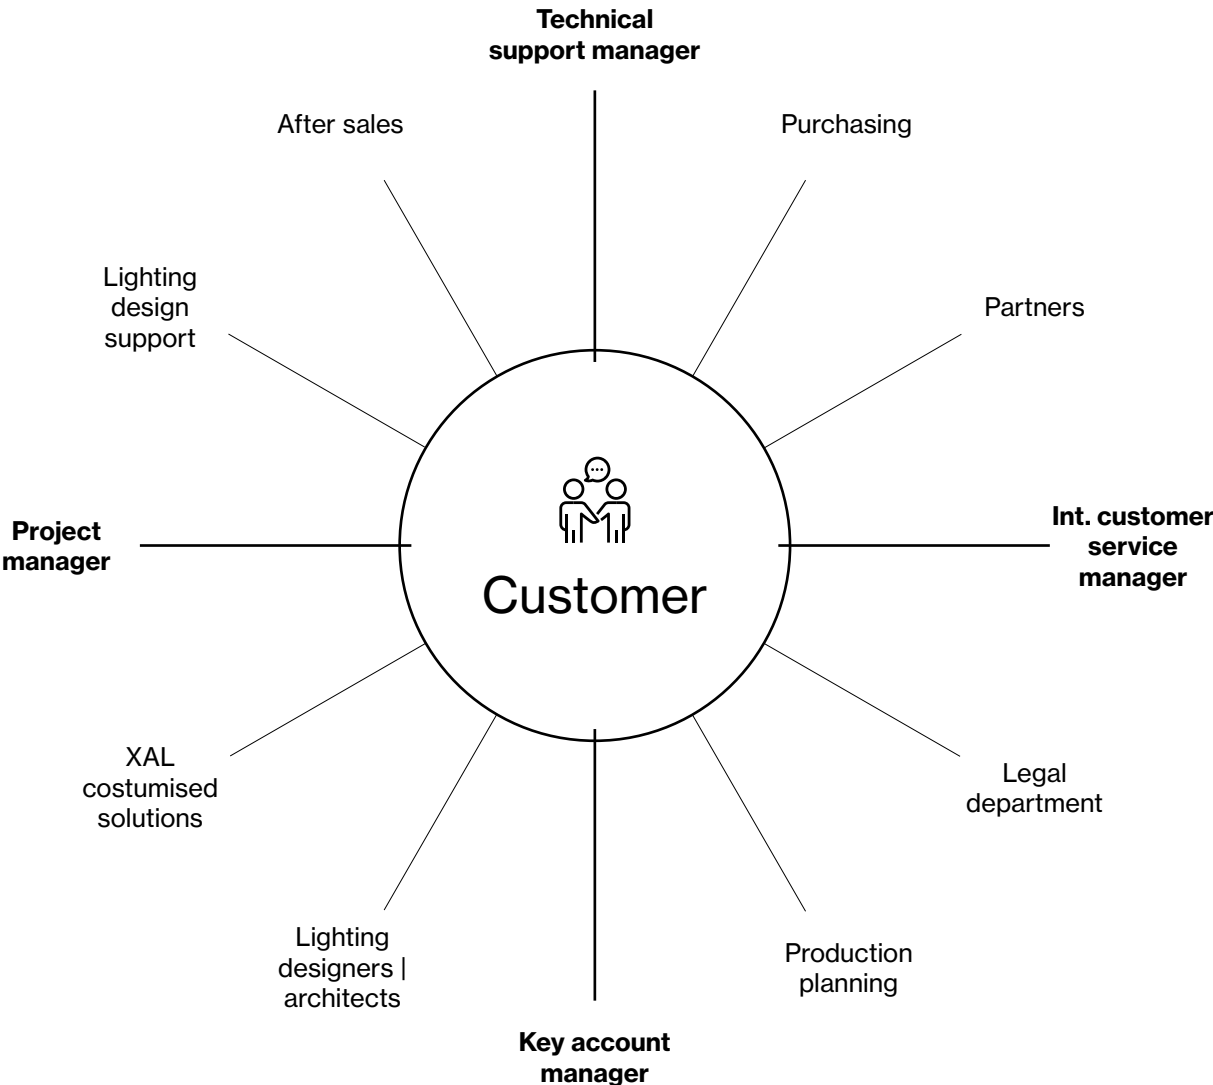 Technical
support manager
After sales
Purchasing
Lighting
design
support
Partners
Project
manager
Int. customer
service
manager
Customer
XAL
costumised
solutions
Legal
department
Lighting
designers |
architects
Production
planning
Key account
manager